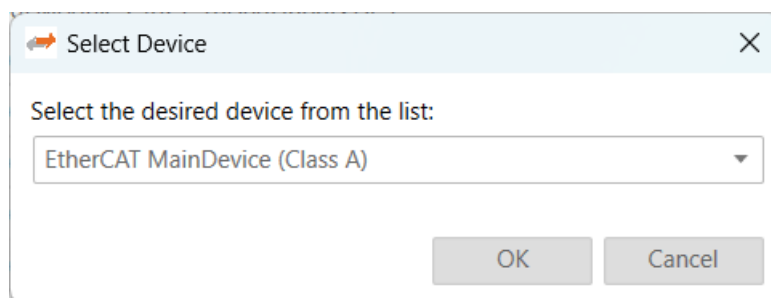 Select Device
Select the desired device from the list:
EtherCAT MainDevice (Class A)
OK Cancel